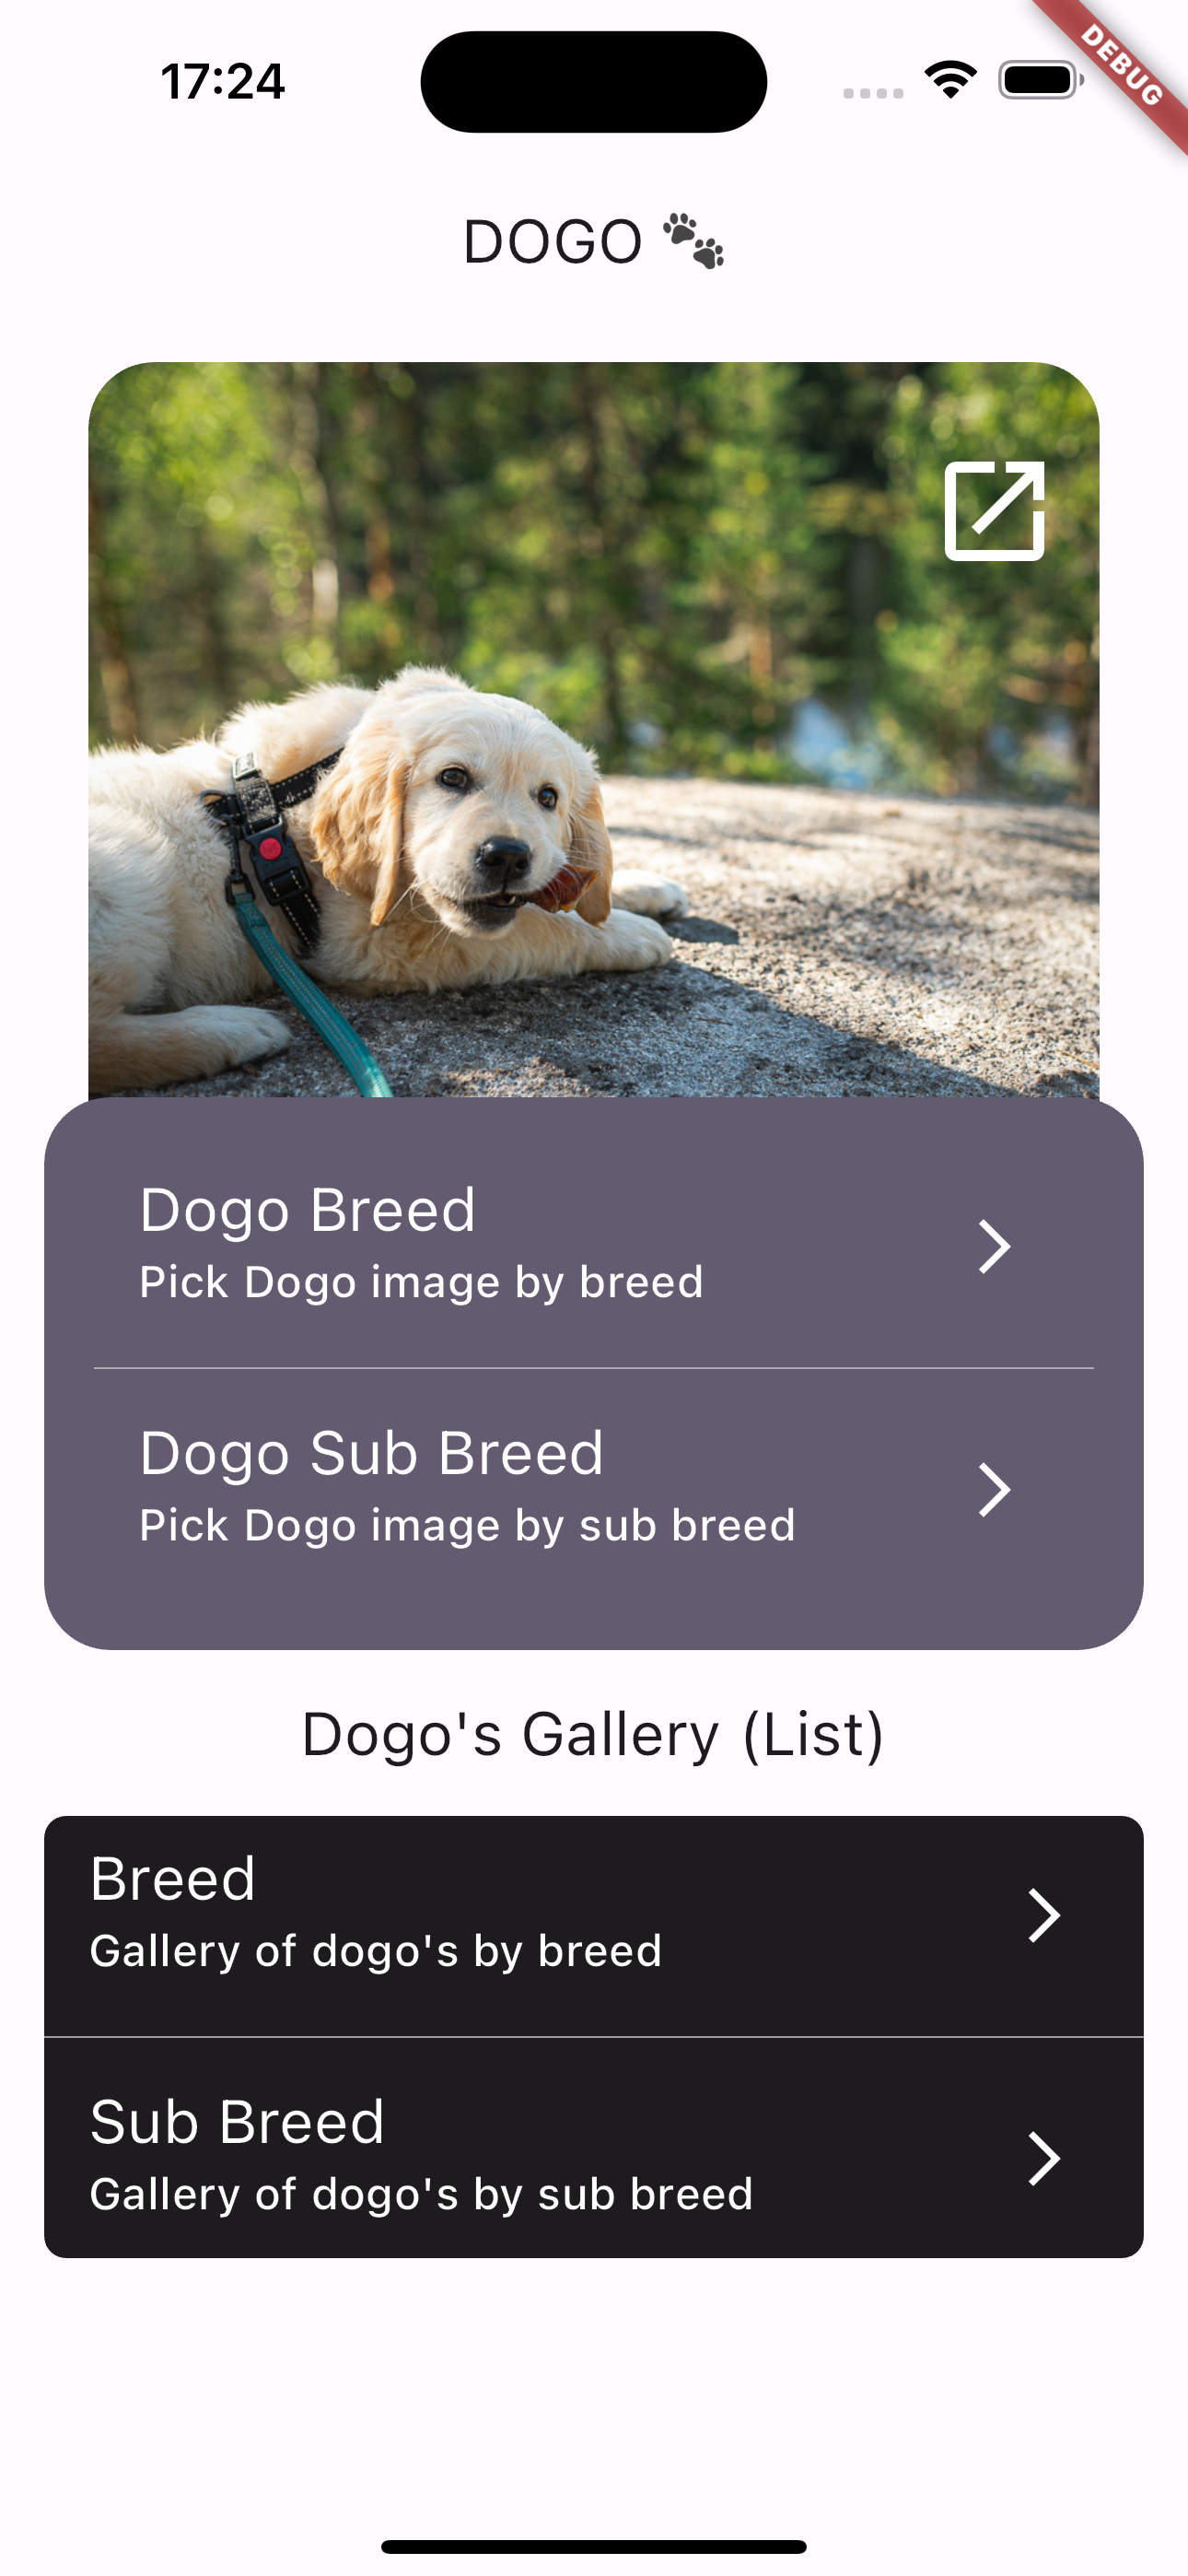 17:24
DEBUG
DOGO 🐾
Dogo Breed
Pick Dogo image by breed
Dogo Sub Breed
Pick Dogo image by sub breed
Dogo's Gallery (List)
Breed
Gallery of dogo's by breed
Sub Breed
Gallery of dogo's by sub breed